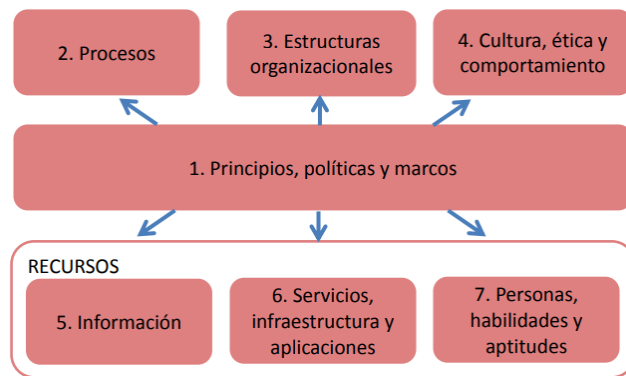 2. Procesos
3. Estructuras
organizacionales
4. Cultura, ética y
comportamiento
1. Principios, políticas y marcos
RECURSOS
5. Información
6. Servicios,
infraestructura y
aplicaciones
7. Personas,
habilidades y
aptitudes